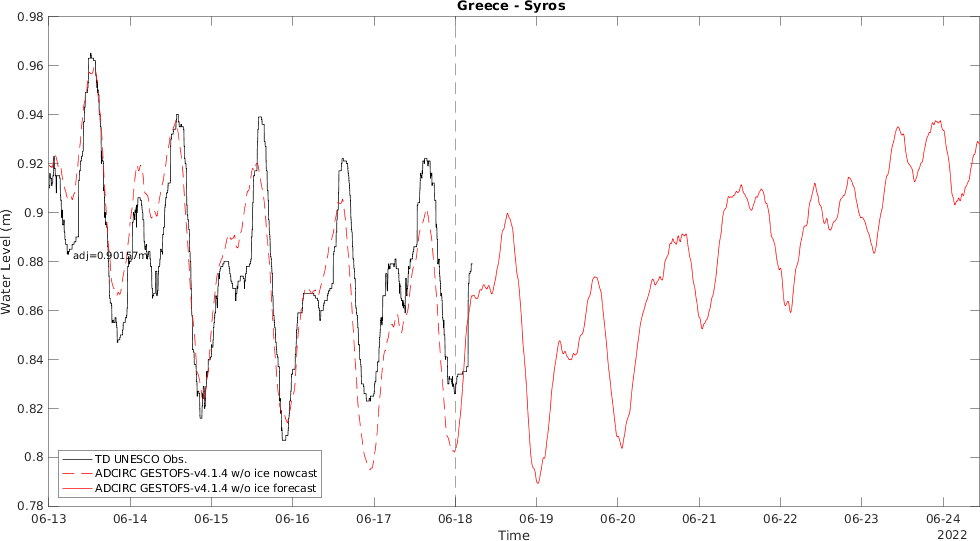 Greece - Syros
0.98
0.96
0.94
0.92
0.9
0.88
0.86
0.84
0.82
0.8
0.78
Water Level (m)
adj=0.90157m
TD UNESCO Obs.
ADCIRC GESTOFS-v4.1.4 w/o ice nowcast
ADCIRC GESTOFS-v4.1.4 w/o ice forecast
06-13 06-14 06-15 06-16 06-17 06-18 06-19 06-20 06-21 06-22 06-23 06-24
Time
2022